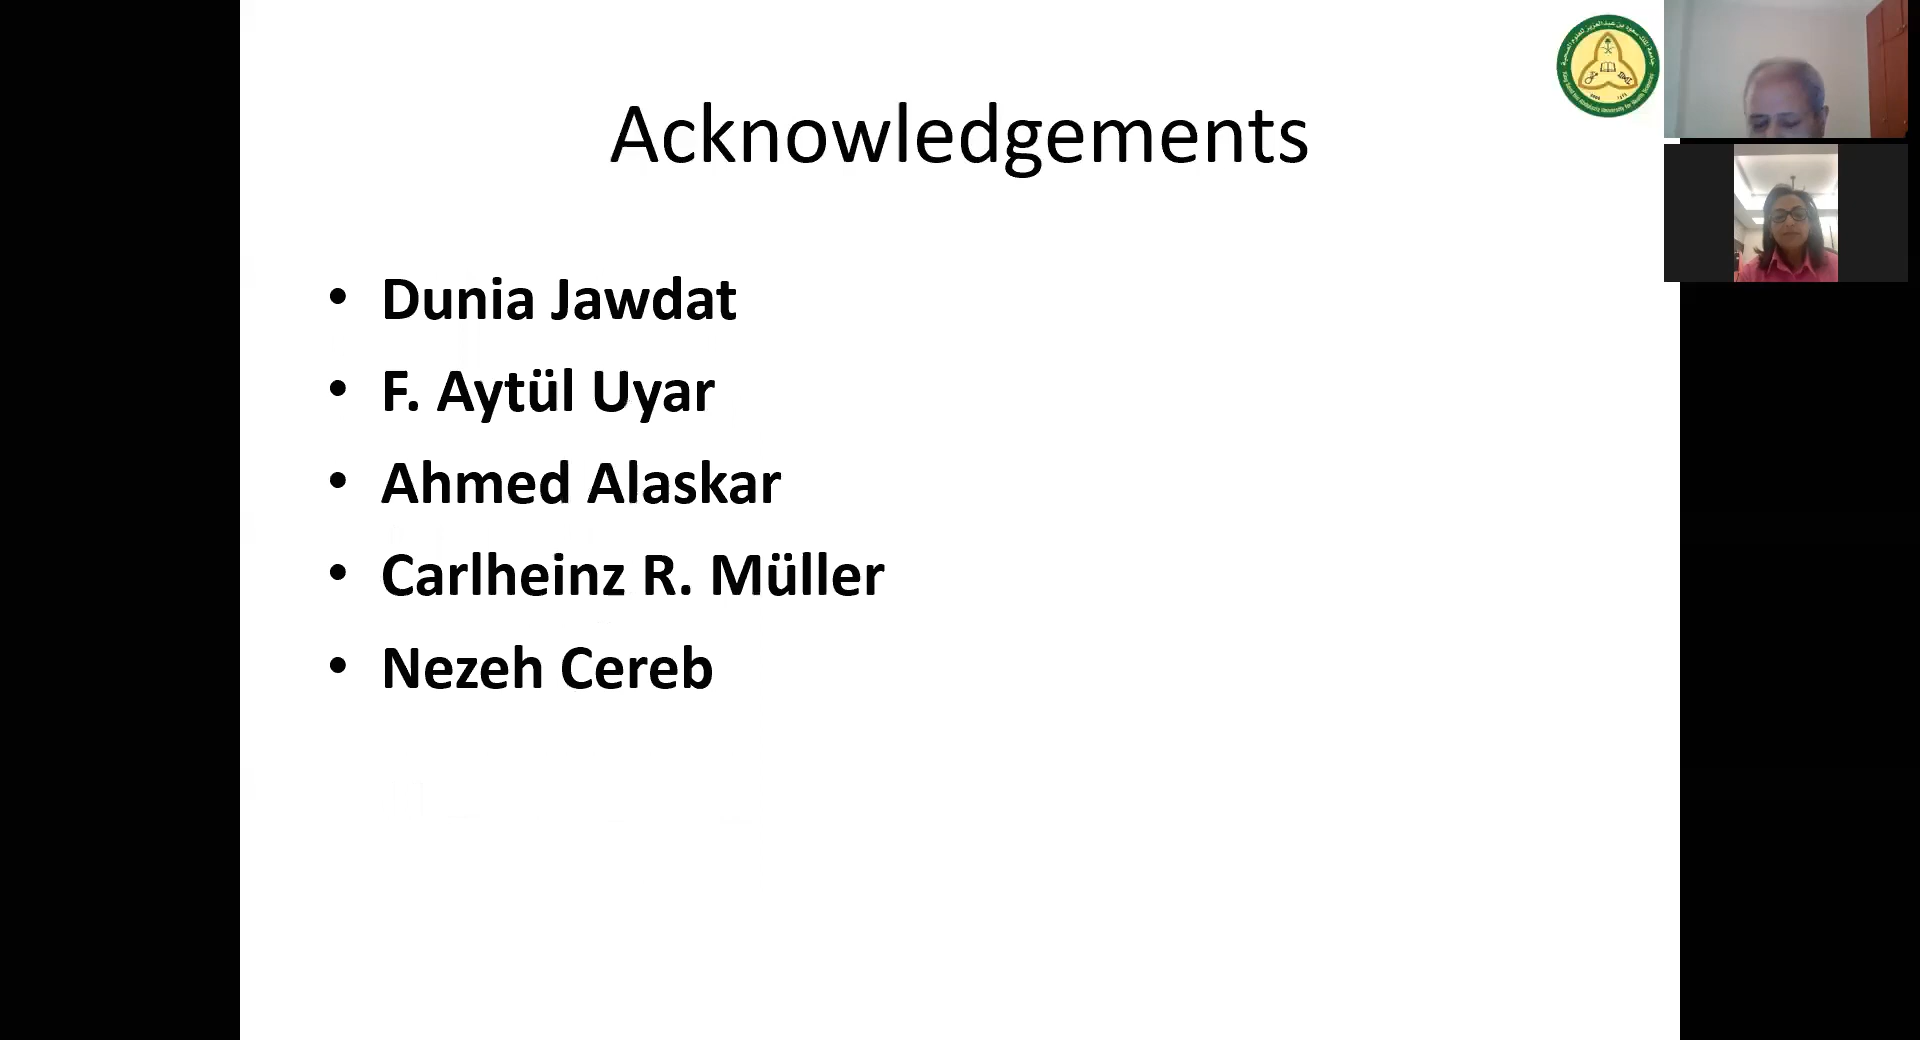 Acknowledgements
• Dunia Jawdat
• F. Aytül Uyar
• Ahmed Alaskar
• Carlheinz R. Müller
• Nezeh Cereb